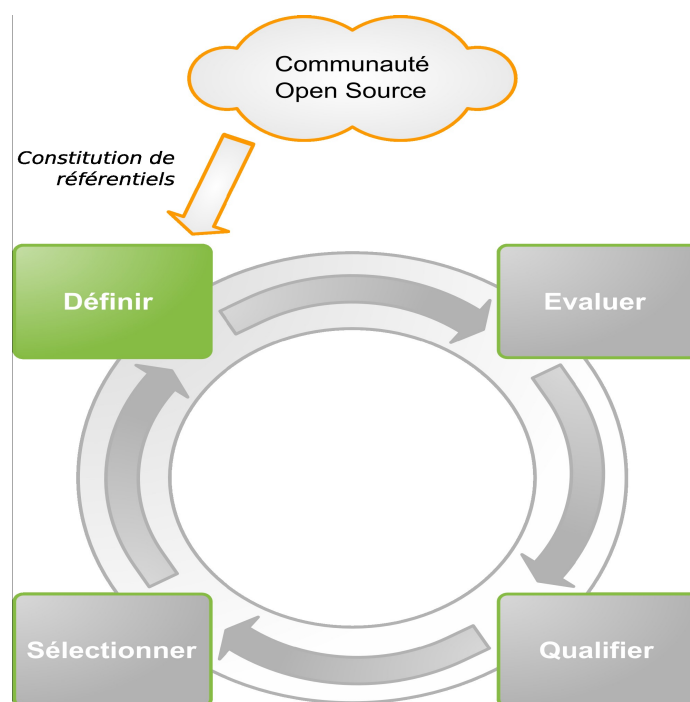 Communauté
Open Source
Constitution de
référentiels
Définir
Evaluer
Sélectionner
Qualifier